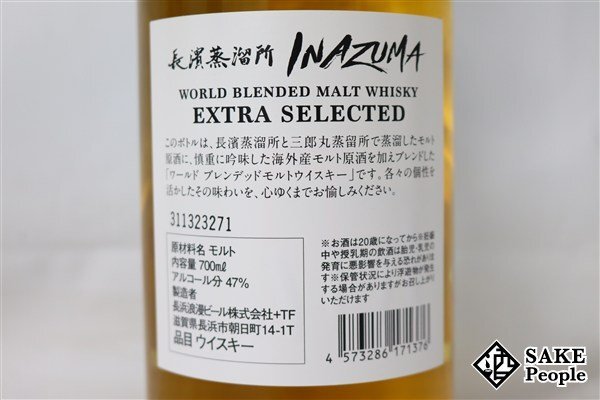 長濱蒸溜所 INAZUMA
WORLD BLENDED MALT WHISKY
EXTRA SELECTED
このボトルは、長濱蒸溜所と三郎丸蒸留所で蒸溜したモルト
原酒に、慎重に吟味した海外産モルト原酒を加えブレンドした
「ワールド ブレンデッドモルトウイスキー」です。各々の個性を
活かしたその味わいを、心ゆくまでお愉しみください。
311323271
原材料名 モルト
内容量 700mℓ
アルコール分 47%
製造者
長浜浪漫ビール株式会社+TF
滋賀県長浜市朝日町14-1T
品目 ウイスキー
※お酒は20歳になってから※妊娠
中や授乳期の飲酒は胎児・乳児の
発育に悪影響を与える恐れがありま
す※保管状況により浮遊物が発生
する場合がありますがお召し上がり
いただけます
4 573286 171376
SAKE
People